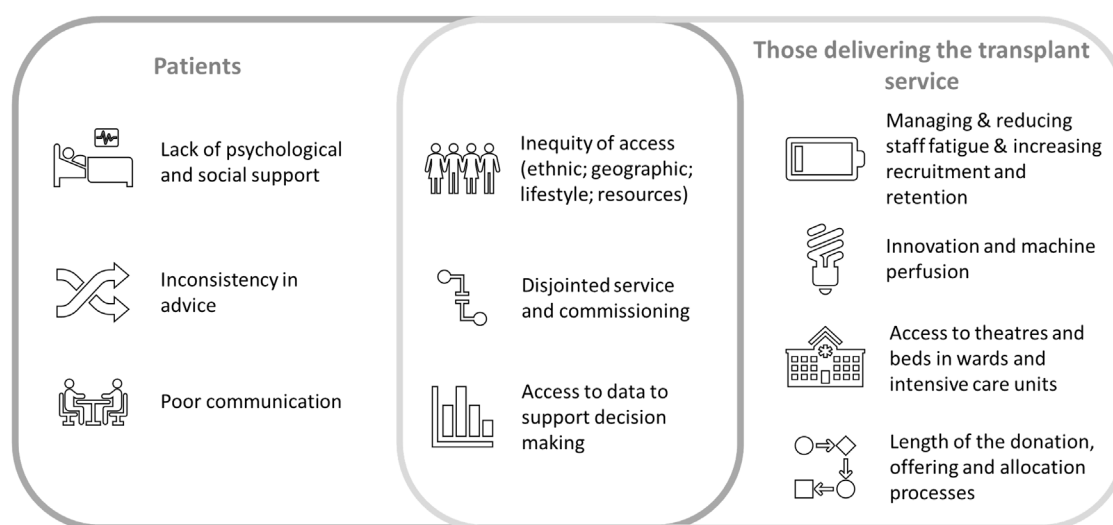 Patients
Lack of psychological
and social support
Inconsistency in
advice
Poor communication
Inequity of access
(ethnic; geographic;
lifestyle; resources)
Disjointed service
and commissioning
Access to data to
support decision
making
Those delivering the transplant
service
Managing & reducing
staff fatigue & increasing
recruitment and
retention
Innovation and machine
perfusion
Access to theatres and
beds in wards and
intensive care units
Length of the donation,
offering and allocation
processes